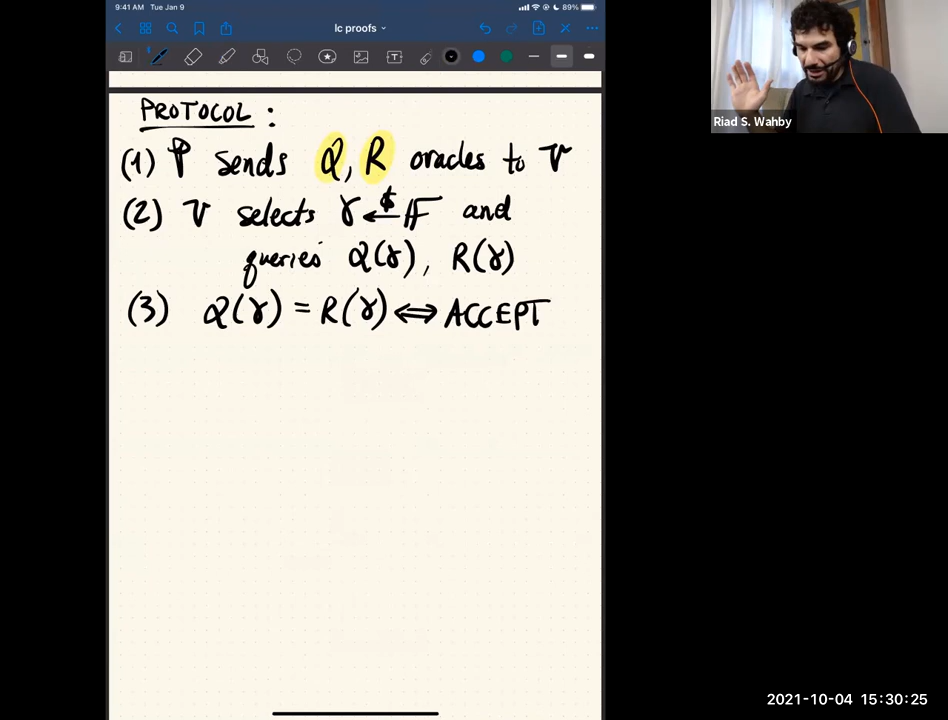 9:41 AM Tue Jan 9
89%
lc proofs
PROTOCOL :
(1) P sends Q, R oracles to V
(2) V selects γ ←$ F and
queries Q(γ), R(γ)
(3) Q(γ) = R(γ) ⟺ ACCEPT
Riad S. Wahby
2021-10-04 15:30:25